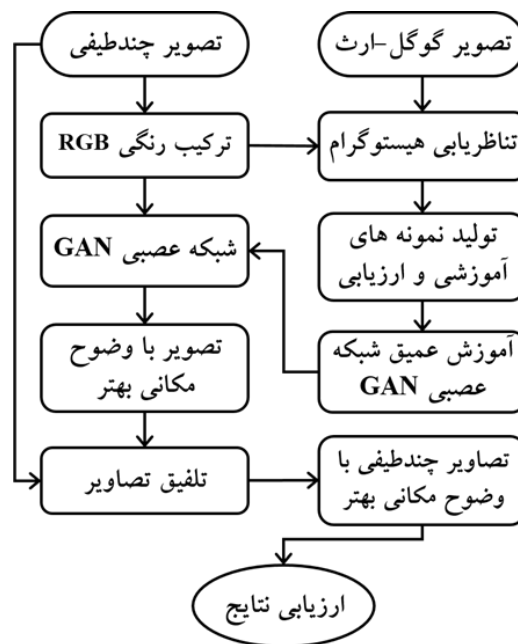 تصویر گوگل-ارث
تصویر چندطیفی
تناظریابی هیستوگرام
ترکیب رنگی RGB
تولید نمونه های
آموزشی و ارزیابی
شبکه عصبی GAN
آموزش عمیق شبکه
عصبی GAN
تصویر با وضوح
مکانی بهتر
تصاویر چندطیفی با
وضوح مکانی بهتر
تلفیق تصاویر
ارزیابی نتایج